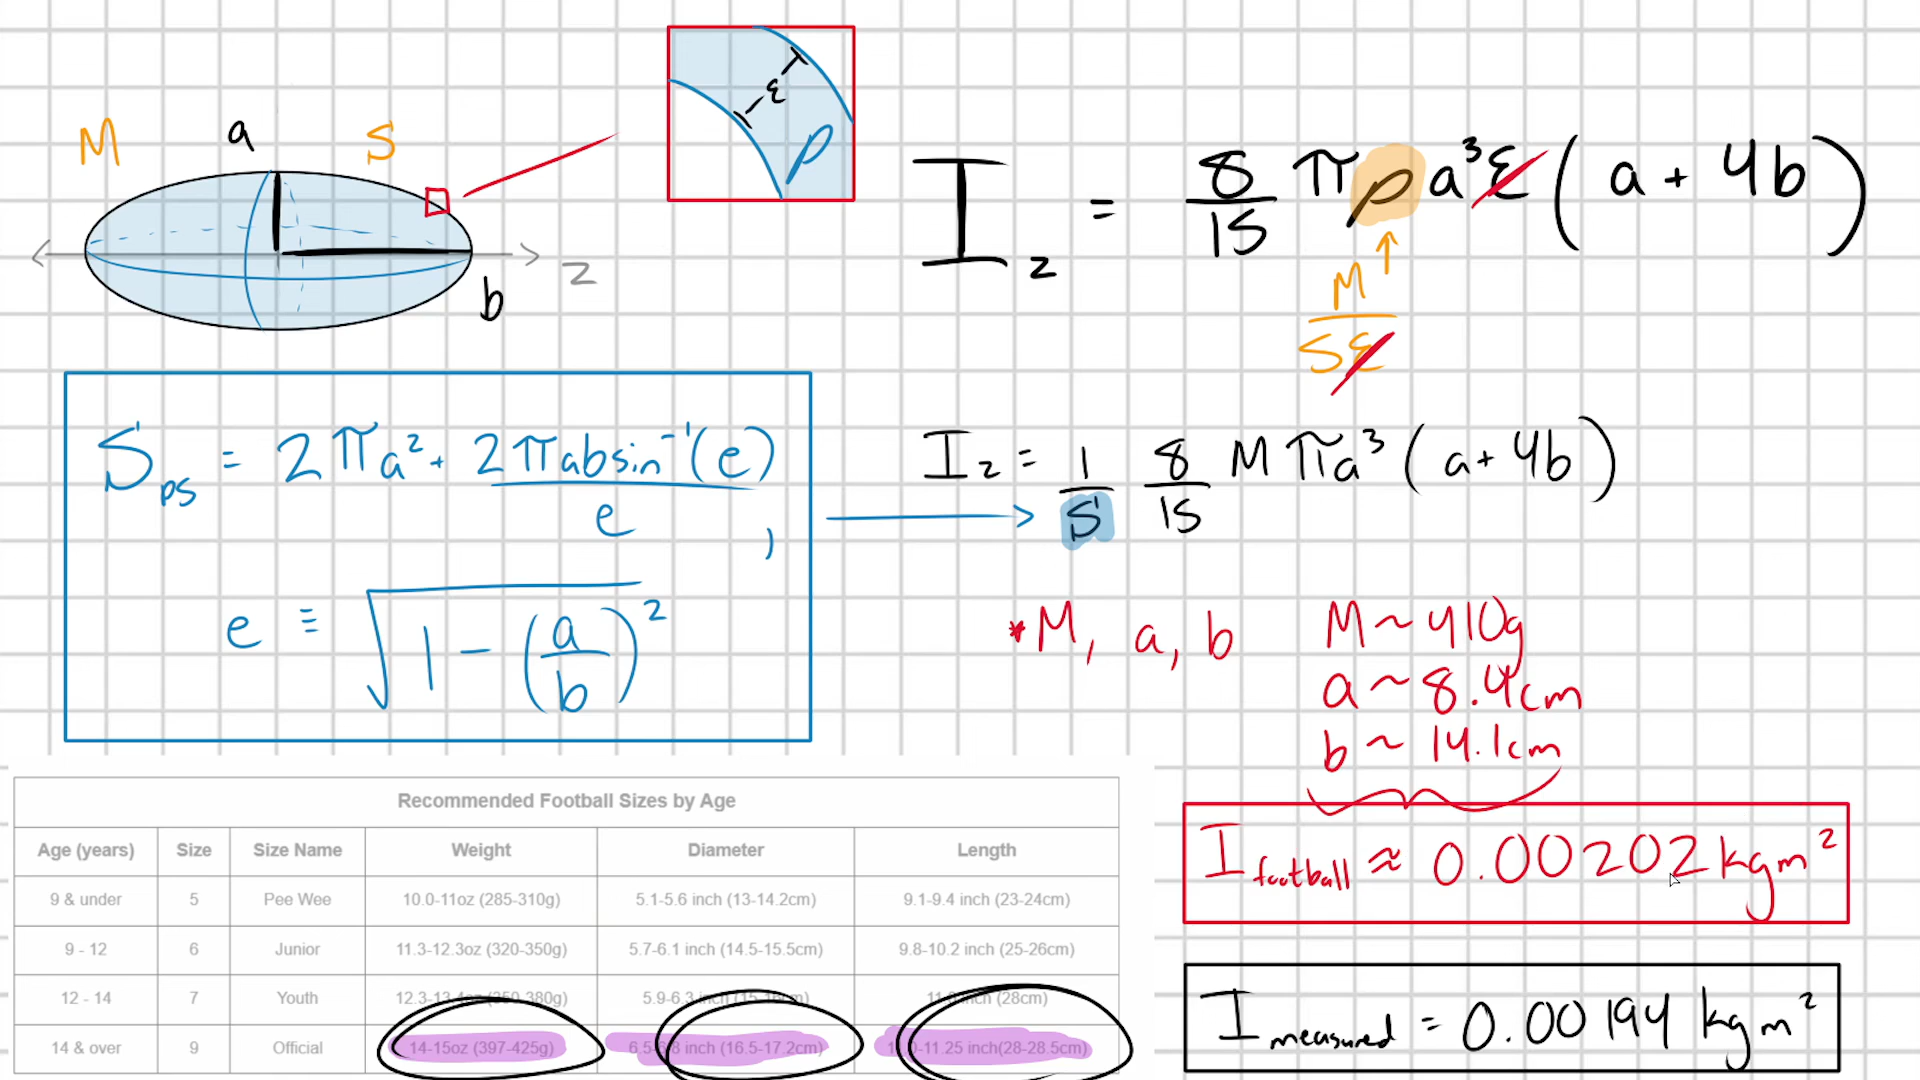 M a S
b z
ε ρ
I_z = 8/15 π ρ a³ ε ( a + 4b )
M/Sε
S_ps = 2πa² + 2πab sin⁻¹(e)/e ,
e ≡ √(1 - (a/b)²)
I_z = 1/S 8/15 M π a³ ( a + 4b )
*M, a, b
M ~ 410g
a ~ 8.4cm
b ~ 14.1cm
I_football ≈ 0.00202 kgm²
I_measured = 0.00194 kgm²
Recommended Football Sizes by Age
Age (years) Size Size Name Weight Diameter Length
9 & under 5 Pee Wee 10.0-11oz (285-310g) 5.1-5.6 inch (13-14.2cm) 9.1-9.4 inch (23-24cm)
9 - 12 6 Junior 11.3-12.3oz (320-350g) 5.7-6.1 inch (14.5-15.5cm) 9.8-10.2 inch (25-26cm)
12 - 14 7 Youth (28cm)
14 & over 9 Official 14-15oz (397-425g) inch (16.5-17.2cm) inch(28-28.5cm)